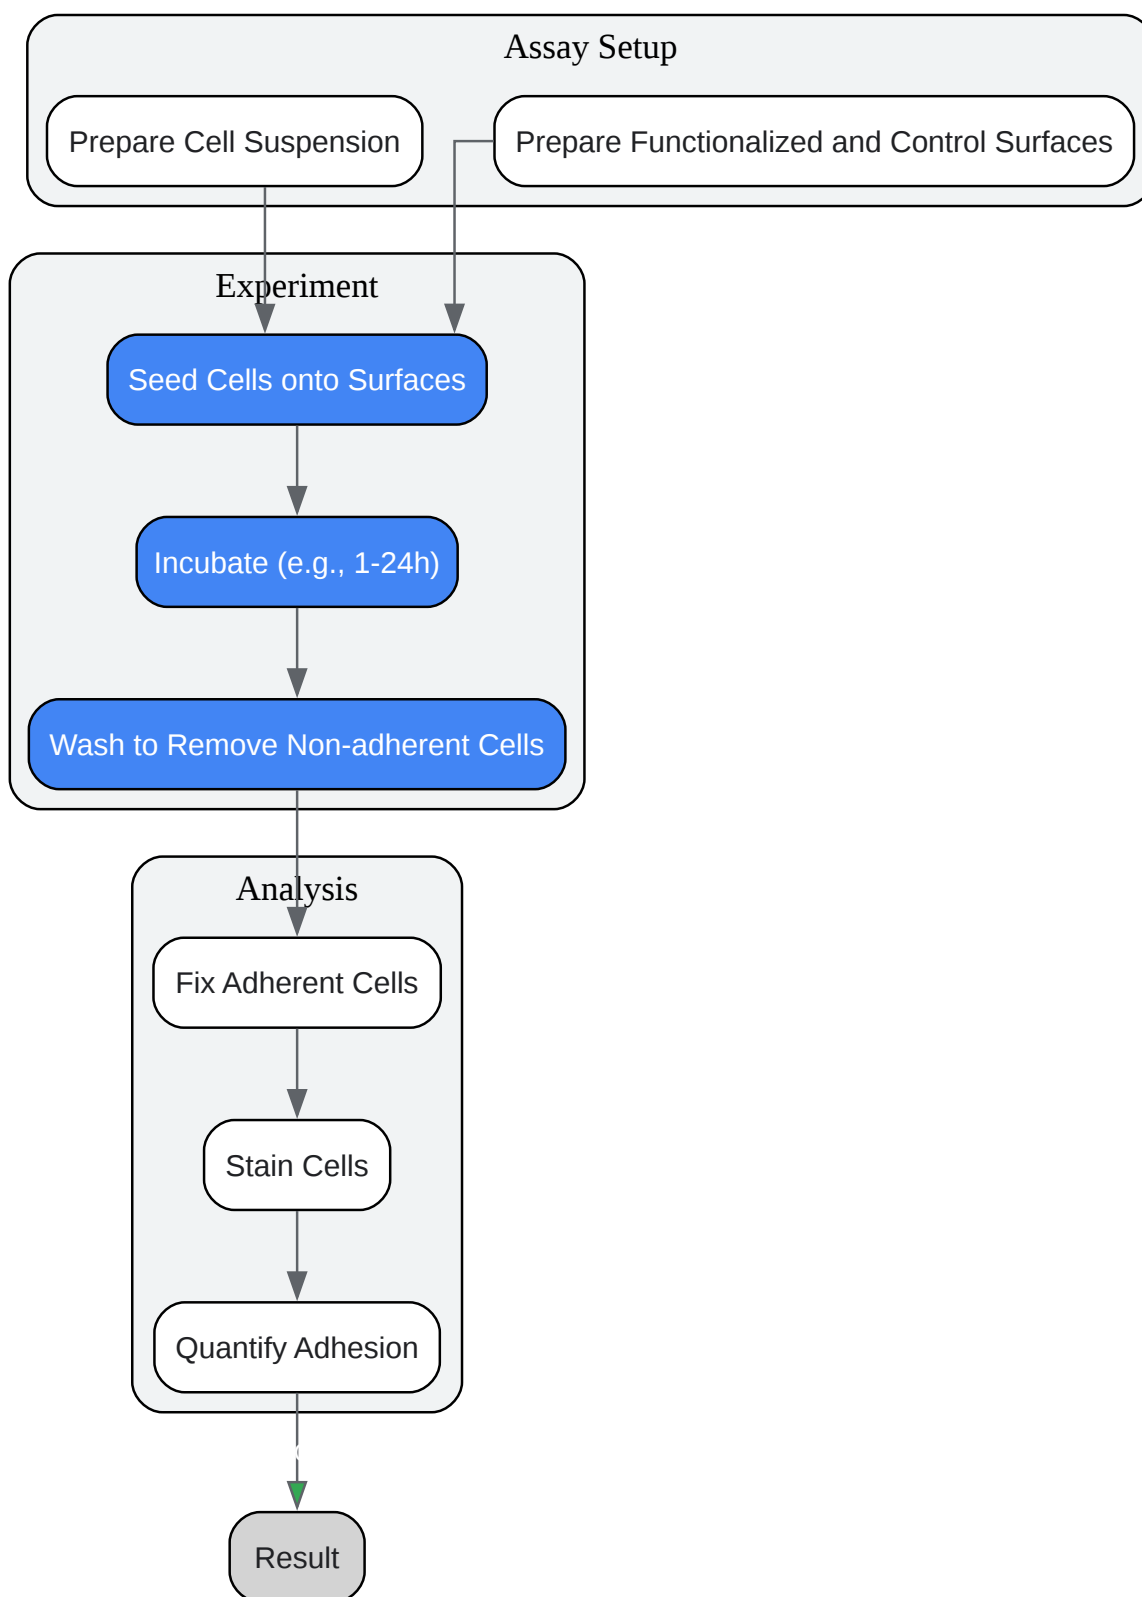 Assay Setup
Prepare Cell Suspension
Prepare Functionalized and Control Surfaces
Experiment
Seed Cells onto Surfaces
Incubate (e.g., 1-24h)
Wash to Remove Non-adherent Cells
Analysis
Fix Adherent Cells
Stain Cells
Quantify Adhesion
Result